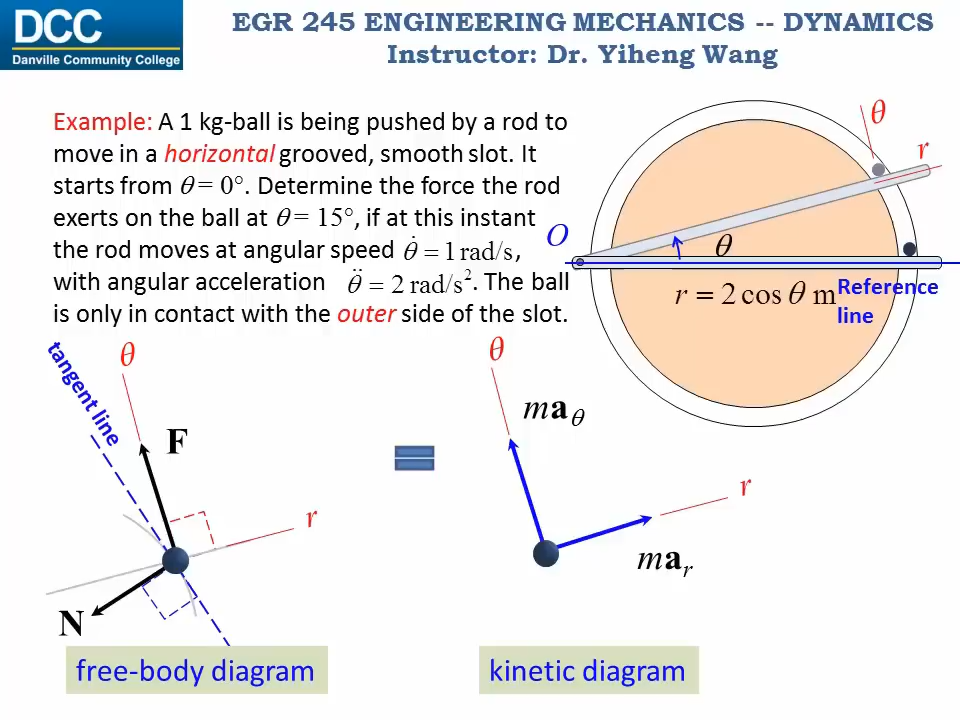 DCC
Danville Community College
EGR 245 ENGINEERING MECHANICS -- DYNAMICS
Instructor: Dr. Yiheng Wang
Example: A 1 kg-ball is being pushed by a rod to
move in a horizontal grooved, smooth slot. It
starts from θ = 0°. Determine the force the rod
exerts on the ball at θ = 15°, if at this instant
the rod moves at angular speed θ̇ = 1 rad/s,
with angular acceleration θ̈ = 2 rad/s². The ball
is only in contact with the outer side of the slot.
θ
r
O
θ
r = 2 cos θ m
Reference
line
tangent line
θ
F
r
N
free-body diagram
θ
maθ
r
mar
kinetic diagram